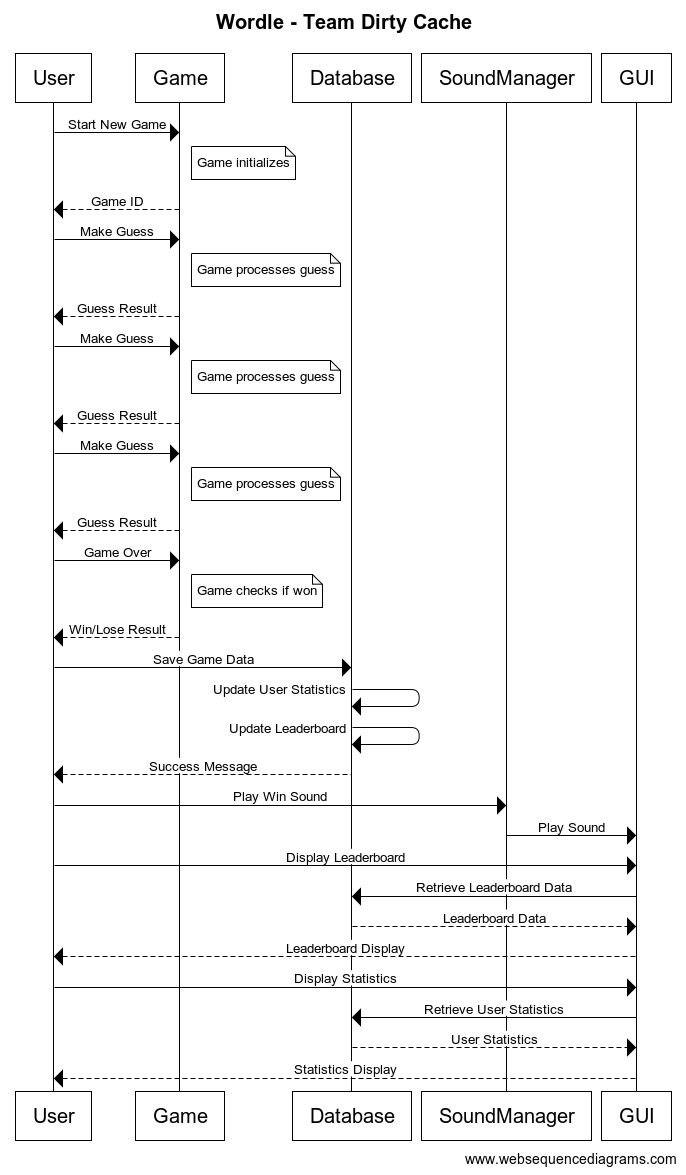 Wordle - Team Dirty Cache
User
Game
Database
SoundManager
GUI
Start New Game
Game initializes
Game ID
Make Guess
Game processes guess
Guess Result
Make Guess
Game processes guess
Guess Result
Make Guess
Game processes guess
Guess Result
Game Over
Game checks if won
Win/Lose Result
Save Game Data
Update User Statistics
Update Leaderboard
Success Message
Play Win Sound
Play Sound
Display Leaderboard
Retrieve Leaderboard Data
Leaderboard Data
Leaderboard Display
Display Statistics
Retrieve User Statistics
User Statistics
Statistics Display
User
Game
Database
SoundManager
GUI
www.websequencediagrams.com